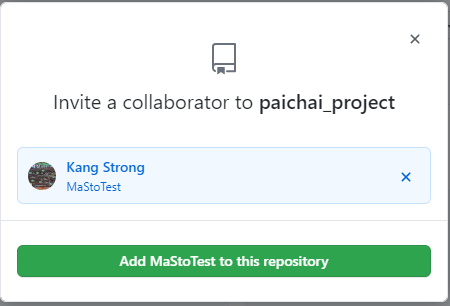 Invite a collaborator to paichai_project
Kang Strong
MaStoTest
Add MaStoTest to this repository